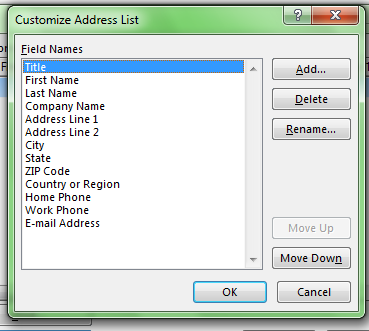 Customize Address List
?
Field Names
Title
First Name
Last Name
Company Name
Address Line 1
Address Line 2
City
State
ZIP Code
Country or Region
Home Phone
Work Phone
E-mail Address
Add...
Delete
Rename...
Move Up
Move Down
OK
Cancel